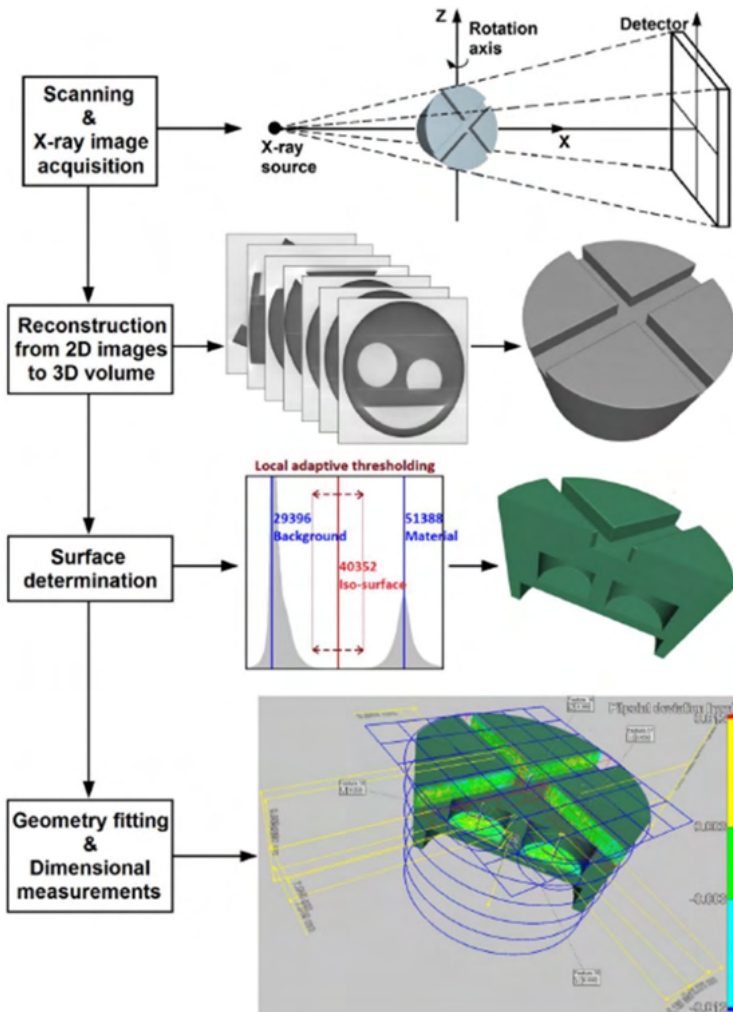 Z
Rotation
axis
Detector
Scanning
&
X-ray image
acquisition
X-ray
source
X
Reconstruction
from 2D images
to 3D volume
Local adaptive thresholding
29396
Background
51388
Material
40352
Iso-surface
Surface
determination
Geometry fitting
&
Dimensional
measurements
deviation